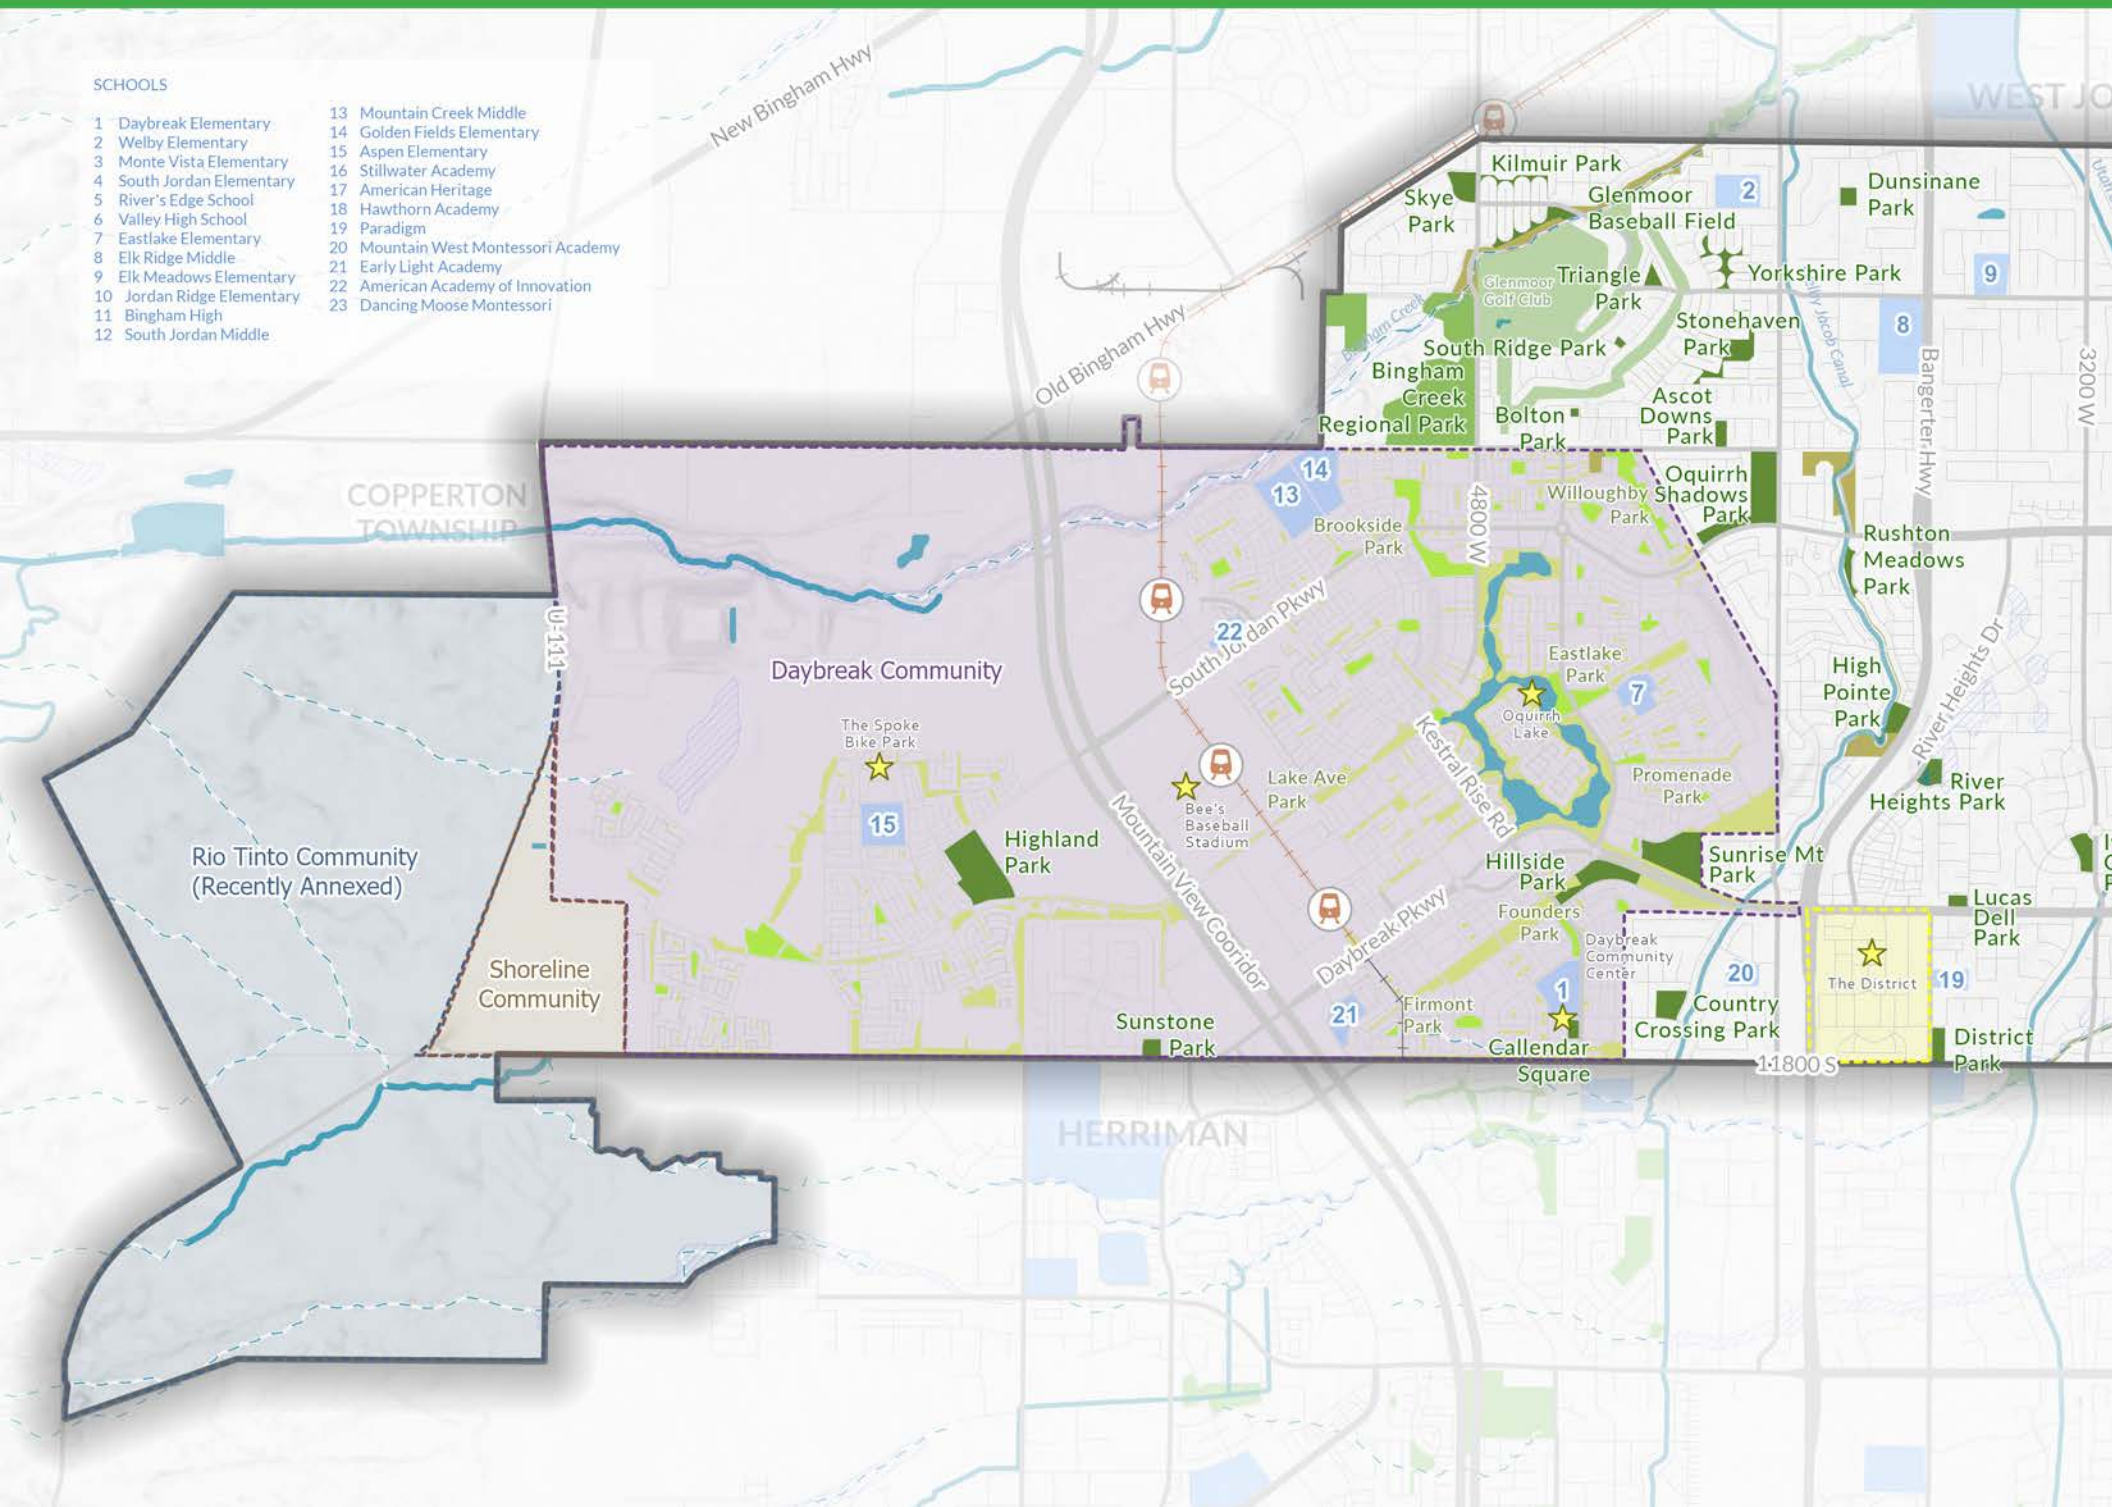 SCHOOLS
1 Daybreak Elementary
2 Welby Elementary
3 Monte Vista Elementary
4 South Jordan Elementary
5 River's Edge School
6 Valley High School
7 Eastlake Elementary
8 Elk Ridge Middle
9 Elk Meadows Elementary
10 Jordan Ridge Elementary
11 Bingham High
12 South Jordan Middle
13 Mountain Creek Middle
14 Golden Fields Elementary
15 Aspen Elementary
16 Stillwater Academy
17 American Heritage
18 Hawthorn Academy
19 Paradigm
20 Mountain West Montessori Academy
21 Early Light Academy
22 American Academy of Innovation
23 Dancing Moose Montessori
New Bingham Hwy
WEST JO
Kilmuir Park
Skye
Park
Glenmoor
Baseball Field
2
Dunsinane
Park
Utah
Glenmoor
Golf Club
Triangle
Park
Yorkshire Park
9
Bingham Creek
Old Bingham Hwy
South Ridge Park
Stonehaven
Park
8
Jacob Canal
Bangerter Hwy
3200 W
Bingham
Creek
Regional Park
Bolton
Park
Ascot
Downs
Park
COPPERTON
TOWNSHIP
14
13
Brookside
Park
4800 W
Willoughby
Park
Oquirrh
Shadows
Park
Rushton
Meadows
Park
U-111
22
South Jordan Pkwy
Daybreak Community
Eastlake
Park
7
Oquirrh
Lake
High
Pointe
Park
River Heights Dr
The Spoke
Bike Park
15
Highland
Park
Mountain View Cooridor
Bee's
Baseball
Stadium
Lake Ave
Park
Kestral Rise Rd
Promenade
Park
River
Heights Park
Rio Tinto Community
(Recently Annexed)
Hillside
Park
Sunrise Mt
Park
Lucas
Dell
Park
Founders
Park
Daybreak
Community
Center
Daybreak Pkwy
Shoreline
Community
20
The District
19
1
21
Firmont
Park
Country
Crossing Park
Sunstone
Park
Callendar
Square
11800 S
District
Park
HERRIMAN